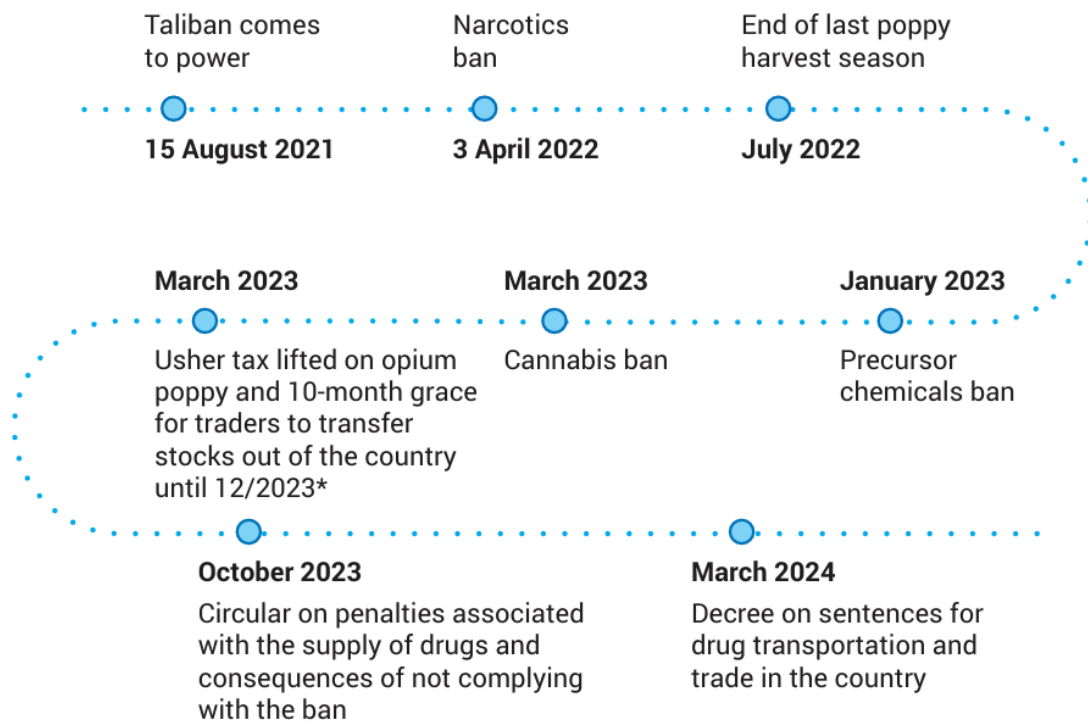 Taliban comes
to power
15 August 2021
Narcotics
ban
3 April 2022
End of last poppy
harvest season
July 2022
January 2023
Precursor
chemicals ban
March 2023
Cannabis ban
March 2023
Usher tax lifted on opium
poppy and 10-month grace
for traders to transfer
stocks out of the country
until 12/2023*
October 2023
Circular on penalties associated
with the supply of drugs and
consequences of not complying
with the ban
March 2024
Decree on sentences for
drug transportation and
trade in the country